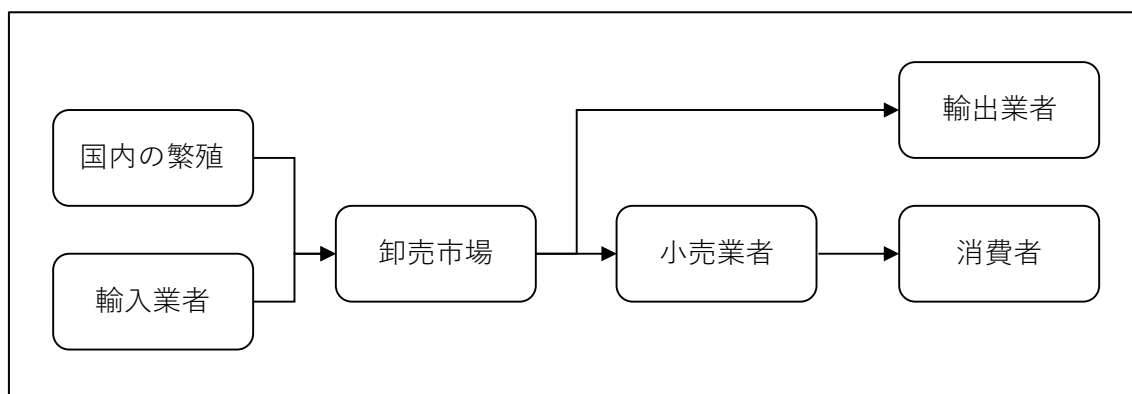 国内の繁殖
輸入業者
卸売市場
輸出業者
小売業者
消費者